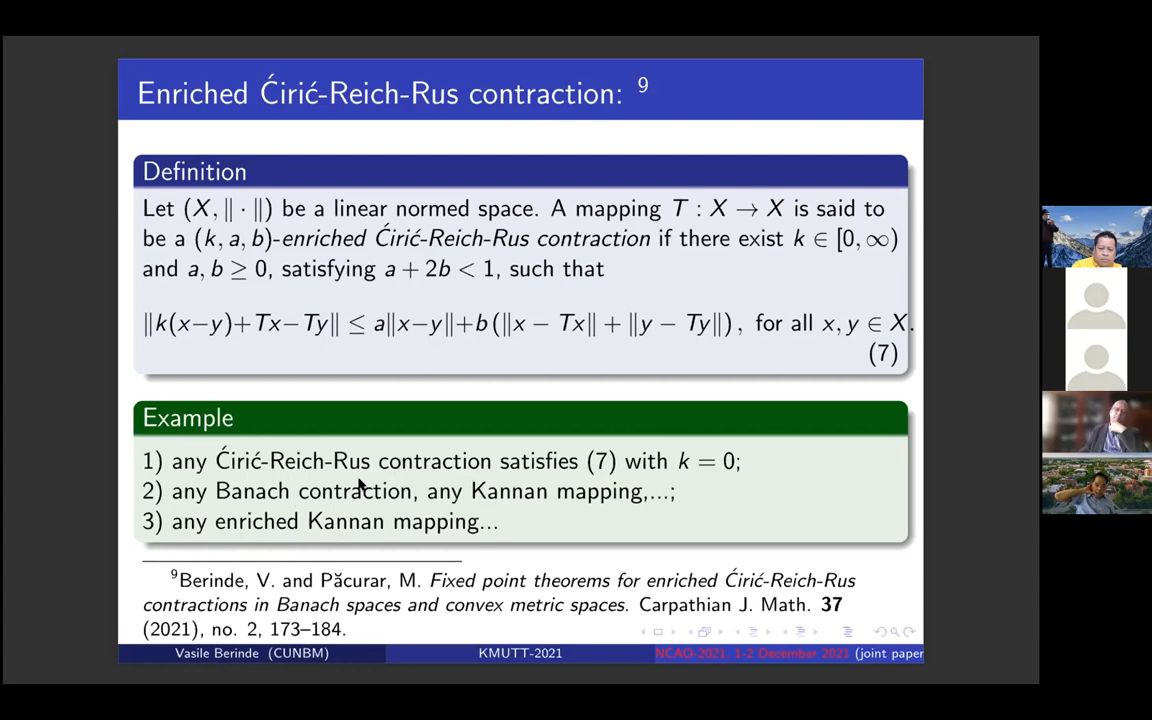 Enriched Ćirić-Reich-Rus contraction: 9
Definition
Let (X, ‖ · ‖) be a linear normed space. A mapping T : X → X is said to
be a (k, a, b)-enriched Ćirić-Reich-Rus contraction if there exist k ∈ [0, ∞)
and a, b ≥ 0, satisfying a + 2b < 1, such that
‖k(x−y)+Tx−Ty‖ ≤ a‖x−y‖+b (‖x − Tx‖ + ‖y − Ty‖) , for all x, y ∈ X.
(7)
Example
1) any Ćirić-Reich-Rus contraction satisfies (7) with k = 0;
2) any Banach contraction, any Kannan mapping,...;
3) any enriched Kannan mapping...
9Berinde, V. and Păcurar, M. Fixed point theorems for enriched Ćirić-Reich-Rus
contractions in Banach spaces and convex metric spaces. Carpathian J. Math. 37
(2021), no. 2, 173–184.
Vasile Berinde (CUNBM) KMUTT-2021 NCAO-2021, 1-2 December 2021 (joint paper